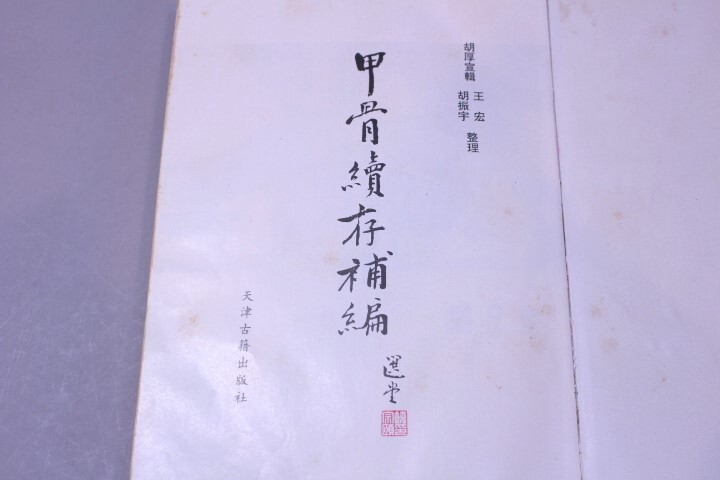 胡厚宣輯 王宏 整理
胡振宇
甲骨續存補編
選堂
天津古籍出版社